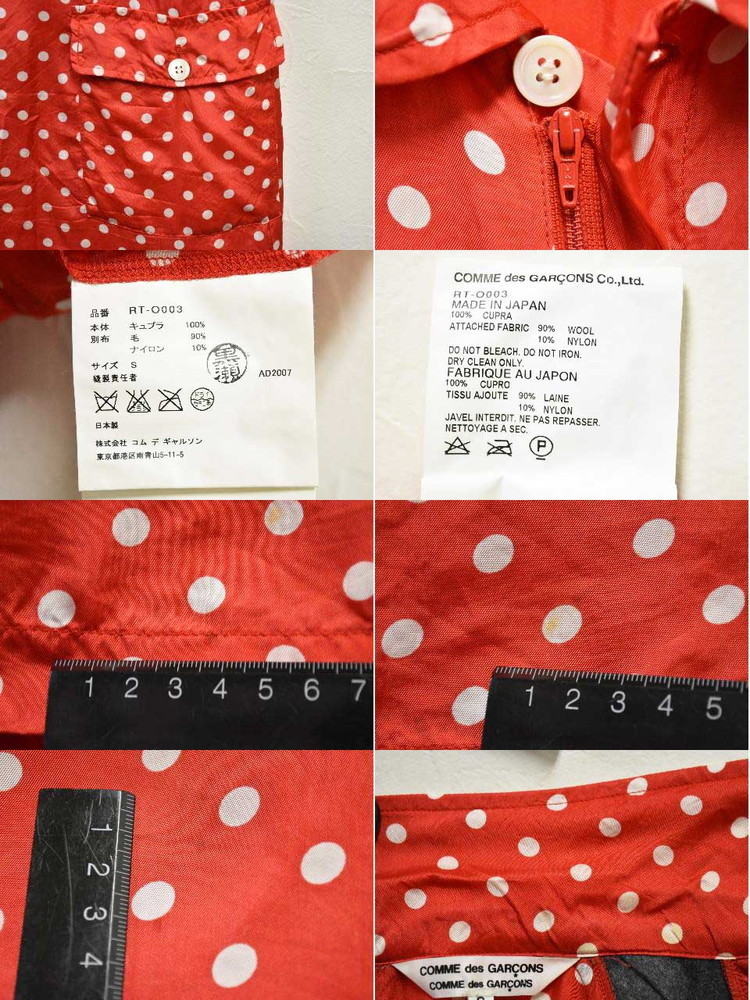 品番 RT-O003
本体 キュプラ 100%
別布 毛 90%
ナイロン 10%
サイズ S
縫製責任者
黒瀬
AD2007
ドライ
日本製
株式会社 コム デ ギャルソン
東京都港区南青山5-11-5
COMME des GARÇONS Co.,Ltd.
RT-O003
MADE IN JAPAN
100% CUPRA
ATTACHED FABRIC 90% WOOL
10% NYLON
DO NOT BLEACH. DO NOT IRON.
DRY CLEAN ONLY.
FABRIQUE AU JAPON
100% CUPRO
TISSU AJOUTE 90% LAINE
10% NYLON
JAVEL INTERDIT. NE PAS REPASSER.
NETTOYAGE A SEC.
P
1 2 3 4 5 6 7
1 2 3 4 5
1 2 3 4
COMME des GARÇONS
COMME des GARÇONS